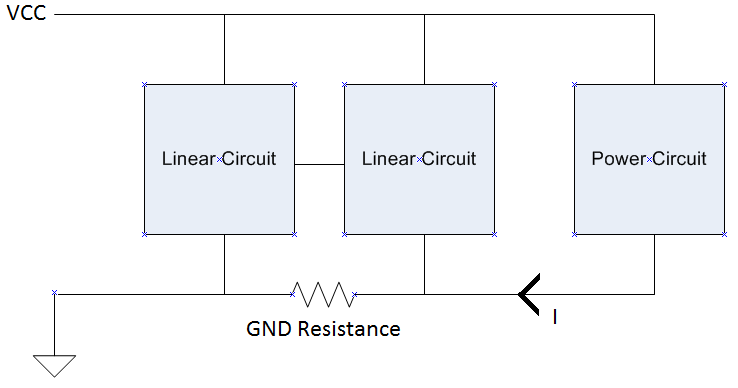 VCC
Linear Circuit
Linear Circuit
Power Circuit
GND Resistance
I